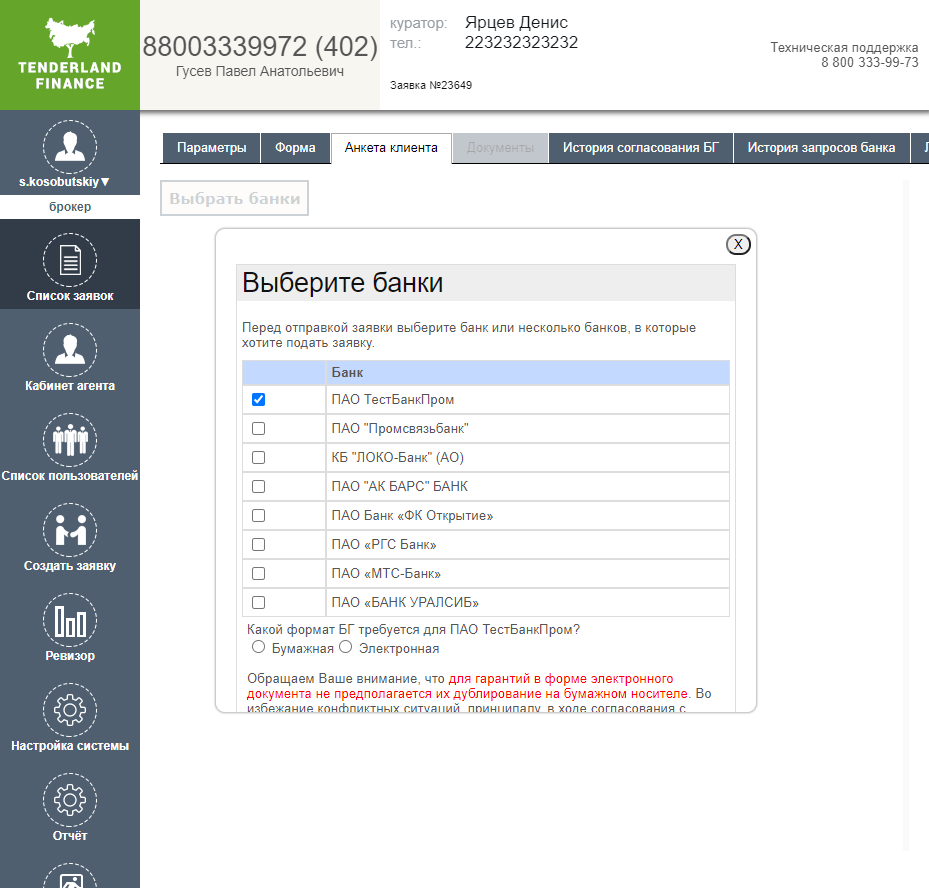 TENDERLAND
FINANCE
88003339972 (402)
Гусев Павел Анатольевич
куратор: Ярцев Денис
тел.: 223232323232
Заявка №23649
Техническая поддержка
8 800 333-99-73
s.kosobutskiy▼
брокер
Список заявок
Кабинет агента
Список пользователей
Создать заявку
Ревизор
Настройка системы
Отчёт
Параметры Форма Анкета клиента Документы История согласования БГ История запросов банка
Выбрать банки
X
Выберите банки
Перед отправкой заявки выберите банк или несколько банков, в которые
хотите подать заявку.
Банк
ПАО ТестБанкПром
ПАО "Промсвязьбанк"
КБ "ЛОКО-Банк" (АО)
ПАО "АК БАРС" БАНК
ПАО Банк «ФК Открытие»
ПАО «РГС Банк»
ПАО «МТС-Банк»
ПАО «БАНК УРАЛСИБ»
Какой формат БГ требуется для ПАО ТестБанкПром?
Бумажная Электронная
Обращаем Ваше внимание, что для гарантий в форме электронного
документа не предполагается их дублирование на бумажном носителе. Во
избежание конфликтных ситуаций, принципалу, в ходе согласования с